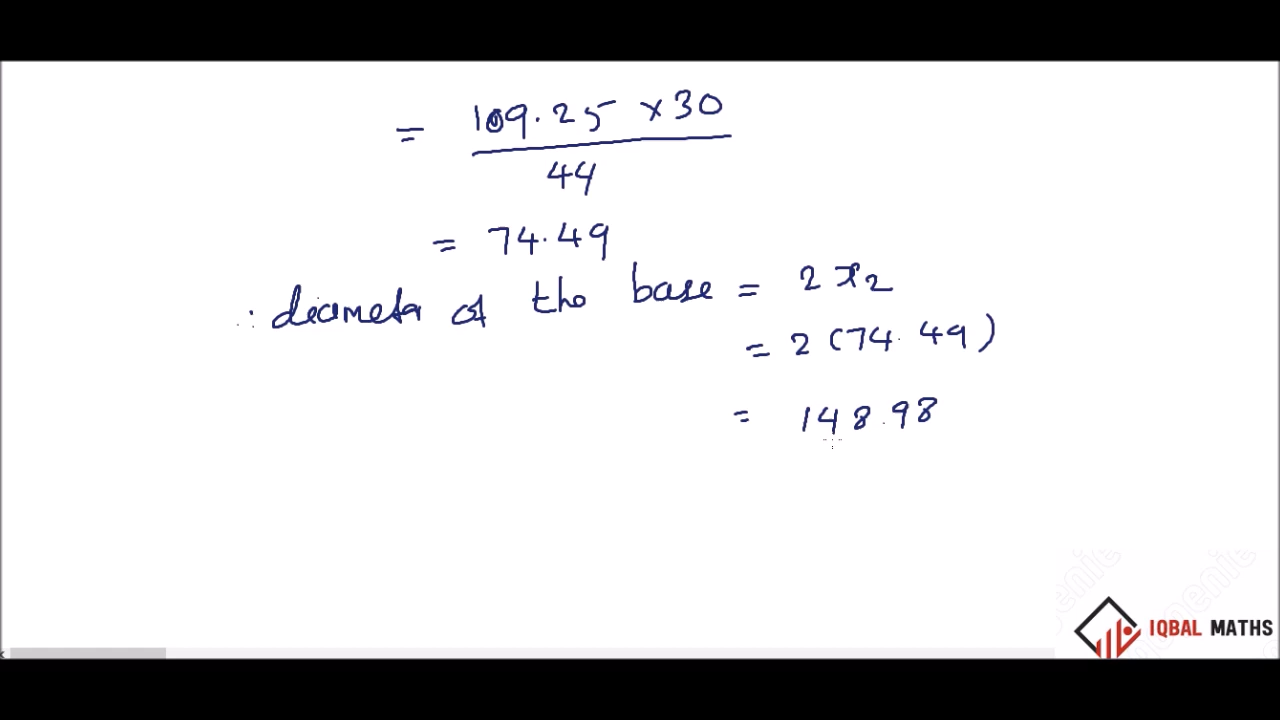 = 109.25 x 30
44
= 74.49
∴ diameter of the base = 2 x₂
= 2 (74.49)
= 148.98
IQBAL MATHS